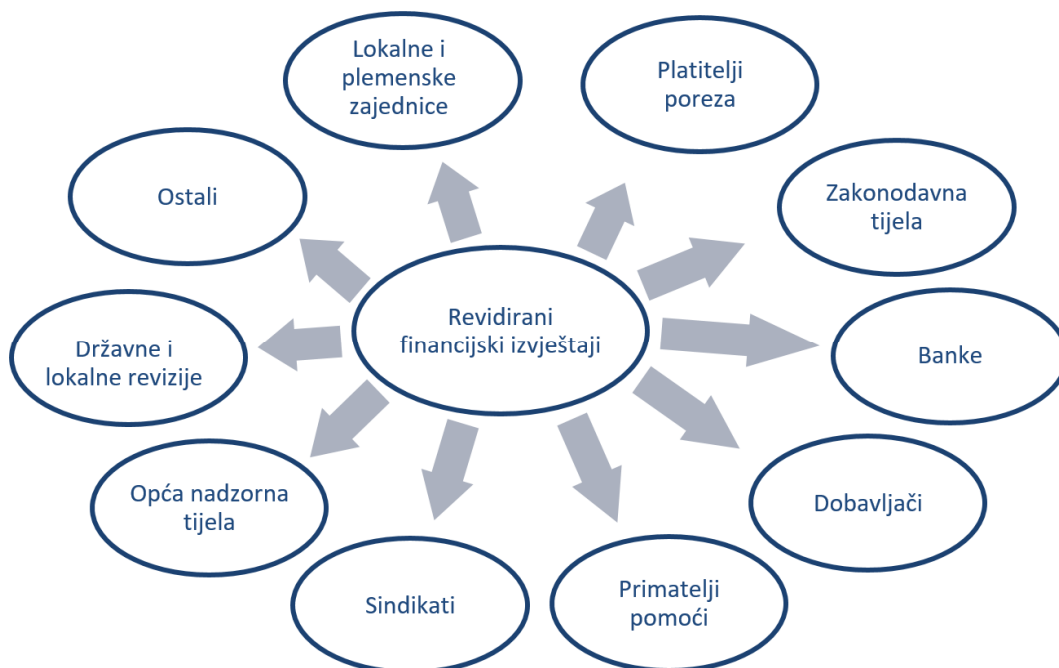 Lokalne i
plemenske
zajednice
Platitelji
poreza
Ostali
Zakonodavna
tijela
Revidirani
financijski izvještaji
Državne i
lokalne revizije
Banke
Opća nadzorna
tijela
Dobavljači
Sindikati
Primatelji
pomoći